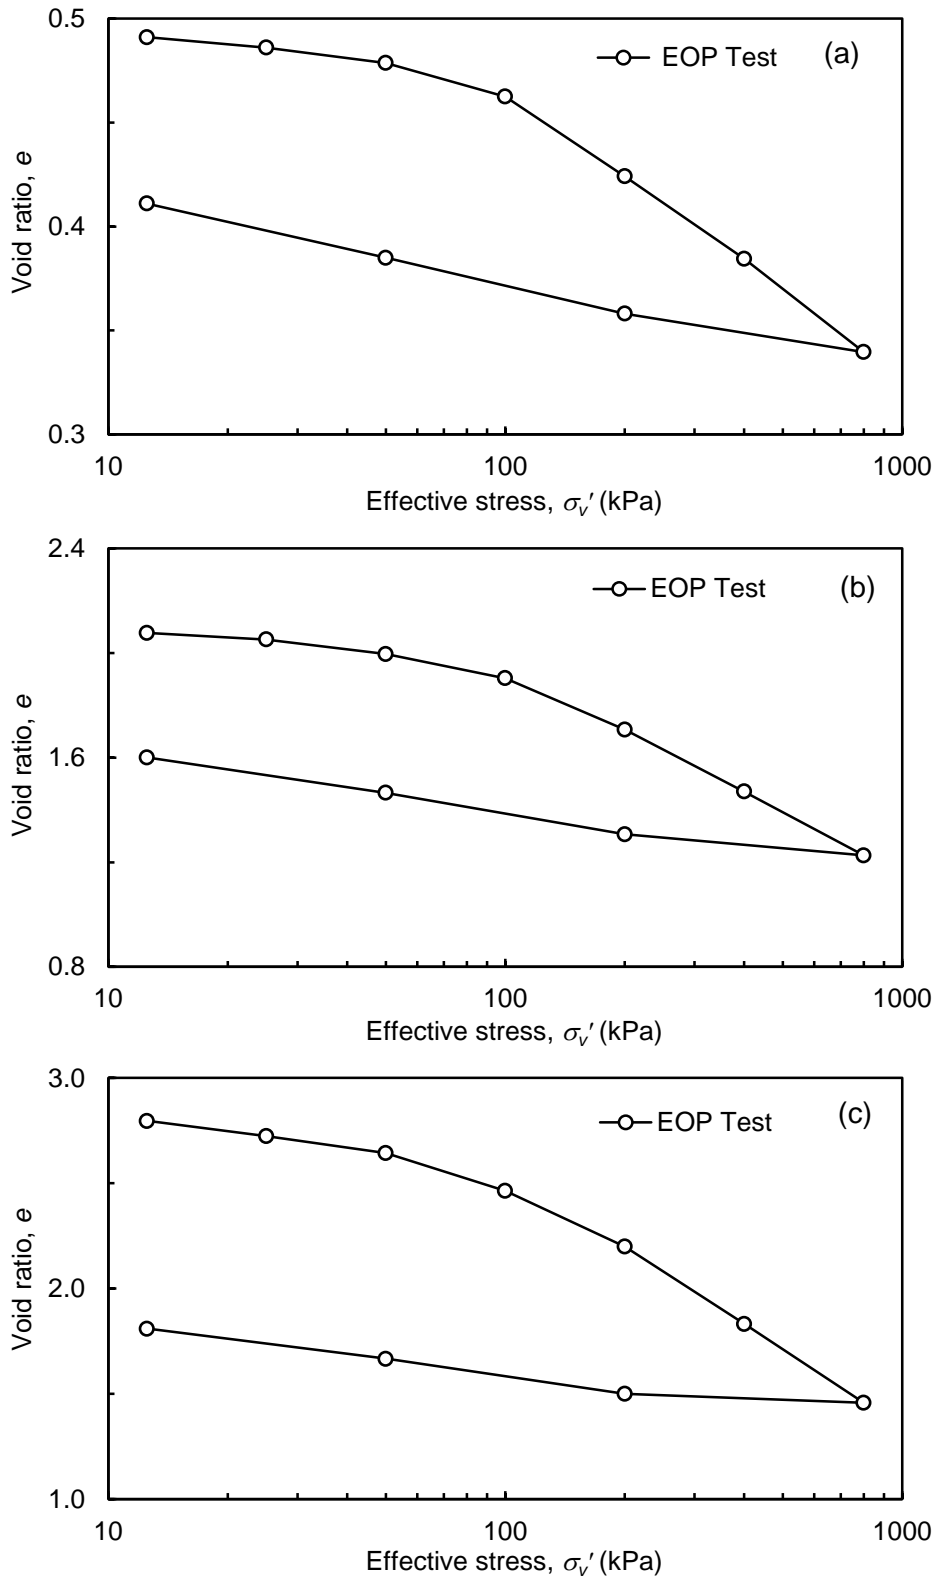 0.5
EOP Test
(a)
Void ratio, e
0.4
0.3
10
100
1000
Effective stress, σv′ (kPa)
2.4
EOP Test
(b)
Void ratio, e
1.6
0.8
10
100
1000
Effective stress, σv′ (kPa)
3.0
EOP Test
(c)
Void ratio, e
2.0
1.0
10
100
1000
Effective stress, σv′ (kPa)